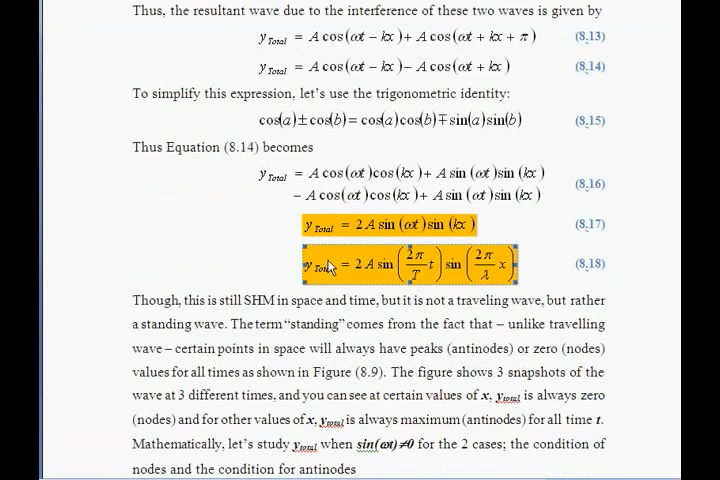 Thus, the resultant wave due to the interference of these two waves is given by
y Total = A cos(ωt − kx) + A cos(ωt + kx + π) (8.13)
y Total = A cos(ωt − kx) − A cos(ωt + kx) (8.14)
To simplify this expression, let's use the trigonometric identity:
cos(a) ± cos(b) = cos(a)cos(b) ∓ sin(a)sin(b) (8.15)
Thus Equation (8.14) becomes
y Total = A cos(ωt)cos(kx) + A sin(ωt)sin(kx)
− A cos(ωt)cos(kx) + A sin(ωt)sin(kx) (8.16)
y Total = 2 A sin(ωt)sin(kx) (8.17)
y Total = 2 A sin(2π/T t) sin(2π/λ x) (8.18)
Though, this is still SHM in space and time, but it is not a traveling wave, but rather
a standing wave. The term “standing” comes from the fact that – unlike travelling
wave – certain points in space will always have peaks (antinodes) or zero (nodes)
values for all times as shown in Figure (8.9). The figure shows 3 snapshots of the
wave at 3 different times, and you can see at certain values of x, ytotal is always zero
(nodes) and for other values of x, ytotal is always maximum (antinodes) for all time t.
Mathematically, let's study ytotal when sin(ωt)≠0 for the 2 cases; the condition of
nodes and the condition for antinodes